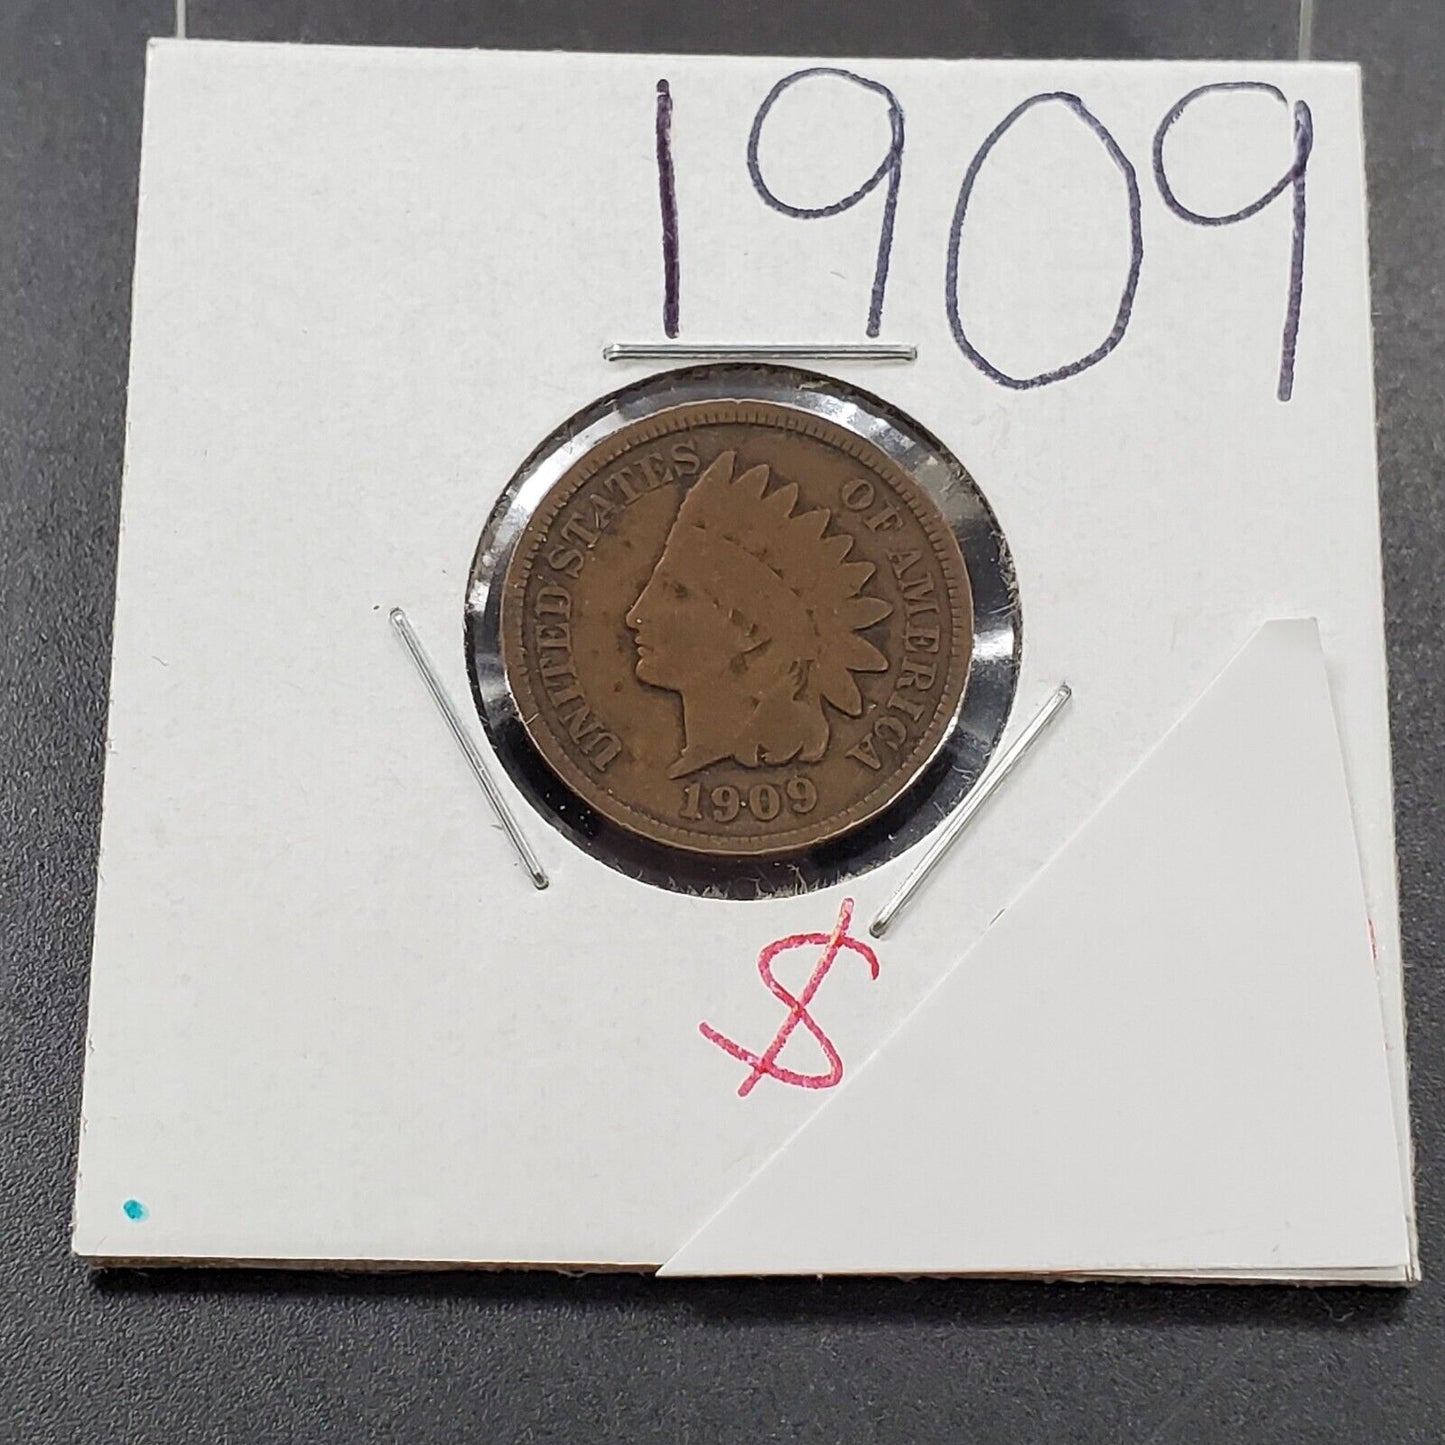 1909
UNITED STATES OF AMERICA
1909
$